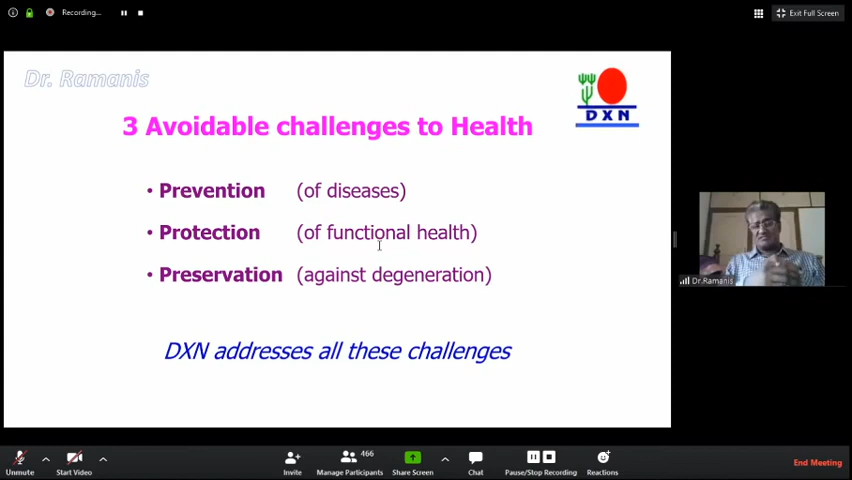 Recording...
Exit Full Screen
Dr. Ramanis
DXN
3 Avoidable challenges to Health
• Prevention (of diseases)
• Protection (of functional health)
• Preservation (against degeneration)
DXN addresses all these challenges
Dr.Ramanis
Unmute
Start Video
Invite
466
Manage Participants
Share Screen
Chat
Pause/Stop Recording
Reactions
End Meeting